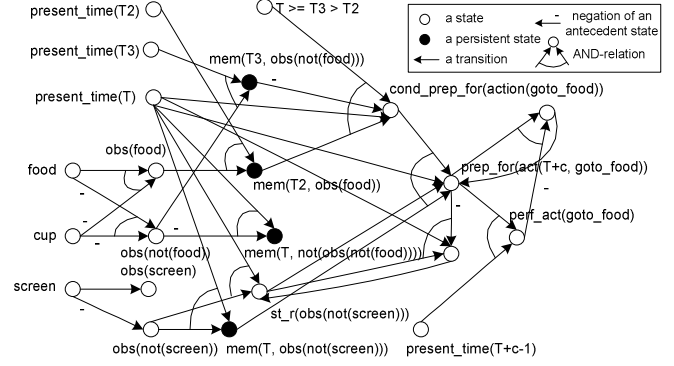 present_time(T2)
T >= T3 > T2
a state
a persistent state
a transition
-
negation of an
antecedent state
AND-relation
present_time(T3)
mem(T3, obs(not(food)))
-
cond_prep_for(action(goto_food))
present_time(T)
obs(food)
food
prep_for(act(T+c, goto_food))
mem(T2, obs(food))
-
-
-
-
perf_act(goto_food)
-
-
cup
obs(not(food))
mem(T, not(obs(not(food))))
obs(screen)
screen
-
st_r(obs(not(screen)))
obs(not(screen))
mem(T, obs(not(screen)))
present_time(T+c-1)